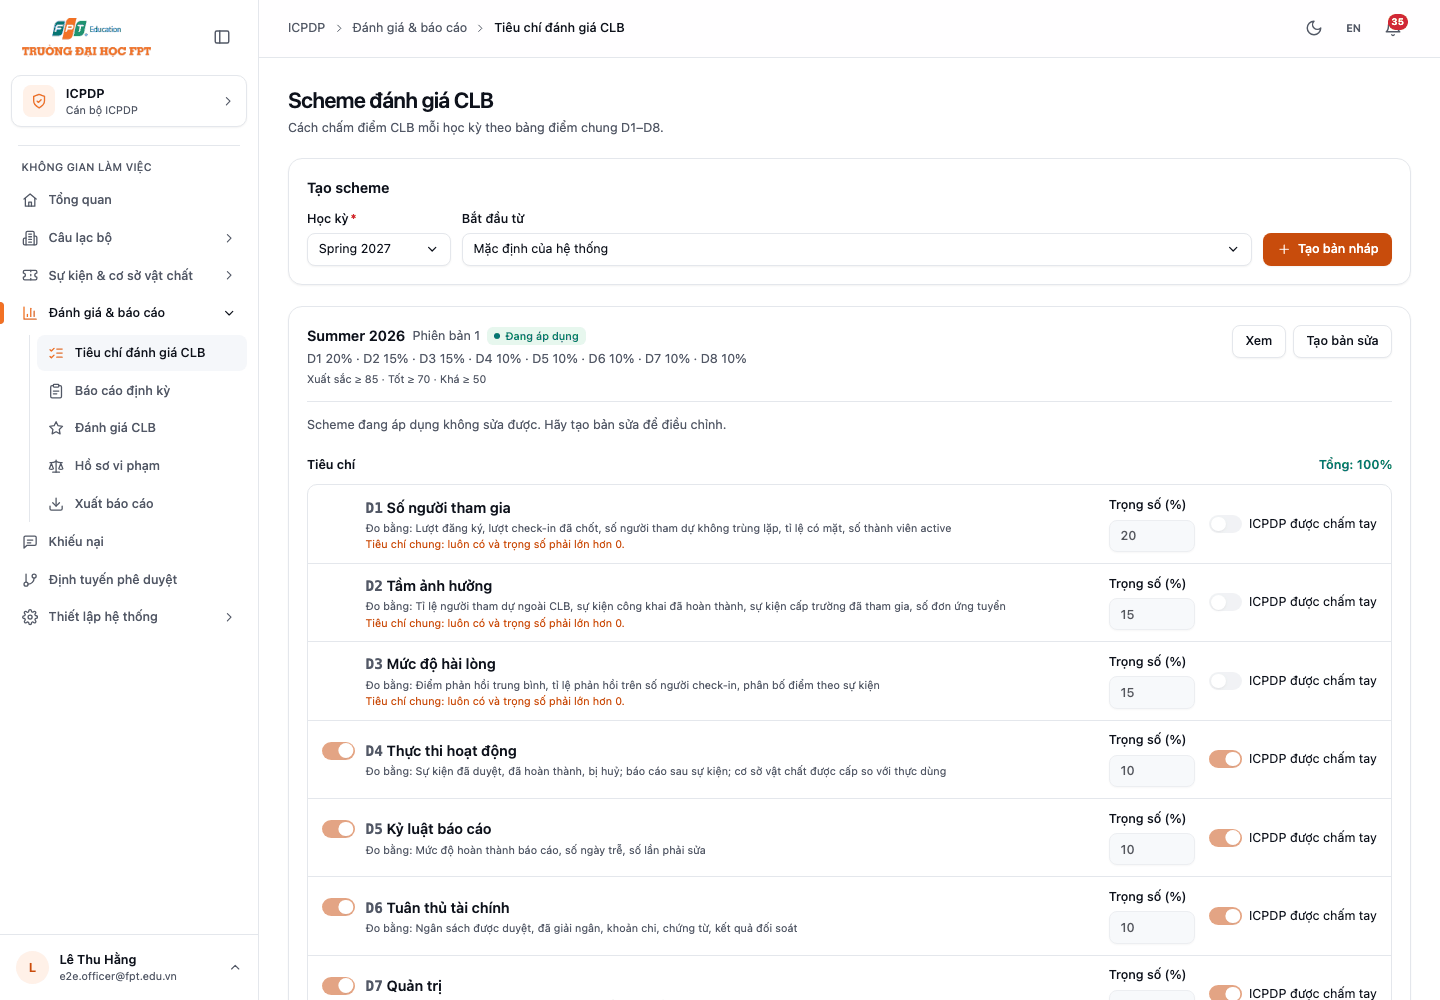 FPT Education
TRƯỜNG ĐẠI HỌC FPT
ICPDP
Cán bộ ICPDP
KHÔNG GIAN LÀM VIỆC
Tổng quan
Câu lạc bộ
Sự kiện & cơ sở vật chất
Đánh giá & báo cáo
Tiêu chí đánh giá CLB
Báo cáo định kỳ
Đánh giá CLB
Hồ sơ vi phạm
Xuất báo cáo
Khiếu nại
Định tuyến phê duyệt
Thiết lập hệ thống
L
Lê Thu Hằng
e2e.officer@fpt.edu.vn
ICPDP > Đánh giá & báo cáo > Tiêu chí đánh giá CLB
EN
35
Scheme đánh giá CLB
Cách chấm điểm CLB mỗi học kỳ theo bảng điểm chung D1–D8.
Tạo scheme
Học kỳ* Bắt đầu từ
Spring 2027 Mặc định của hệ thống + Tạo bản nháp
Summer 2026 Phiên bản 1 Đang áp dụng Xem Tạo bản sửa
D1 20% · D2 15% · D3 15% · D4 10% · D5 10% · D6 10% · D7 10% · D8 10%
Xuất sắc ≥ 85 · Tốt ≥ 70 · Khá ≥ 50
Scheme đang áp dụng không sửa được. Hãy tạo bản sửa để điều chỉnh.
Tiêu chí Tổng: 100%
D1 Số người tham gia
Đo bằng: Lượt đăng ký, lượt check-in đã chốt, số người tham dự không trùng lặp, tỉ lệ có mặt, số thành viên active
Tiêu chí chung: luôn có và trọng số phải lớn hơn 0.
Trọng số (%)
20
ICPDP được chấm tay
D2 Tầm ảnh hưởng
Đo bằng: Tỉ lệ người tham dự ngoài CLB, sự kiện công khai đã hoàn thành, sự kiện cấp trường đã tham gia, số đơn ứng tuyển
Tiêu chí chung: luôn có và trọng số phải lớn hơn 0.
Trọng số (%)
15
ICPDP được chấm tay
D3 Mức độ hài lòng
Đo bằng: Điểm phản hồi trung bình, tỉ lệ phản hồi trên số người check-in, phân bố điểm theo sự kiện
Tiêu chí chung: luôn có và trọng số phải lớn hơn 0.
Trọng số (%)
15
ICPDP được chấm tay
D4 Thực thi hoạt động
Đo bằng: Sự kiện đã duyệt, đã hoàn thành, bị huỷ; báo cáo sau sự kiện; cơ sở vật chất được cấp so với thực dùng
Trọng số (%)
10
ICPDP được chấm tay
D5 Kỷ luật báo cáo
Đo bằng: Mức độ hoàn thành báo cáo, số ngày trễ, số lần phải sửa
Trọng số (%)
10
ICPDP được chấm tay
D6 Tuân thủ tài chính
Đo bằng: Ngân sách được duyệt, đã giải ngân, khoản chi, chứng từ, kết quả đối soát
Trọng số (%)
10
ICPDP được chấm tay
D7 Quản trị
Trọng số (%)
ICPDP được chấm tay